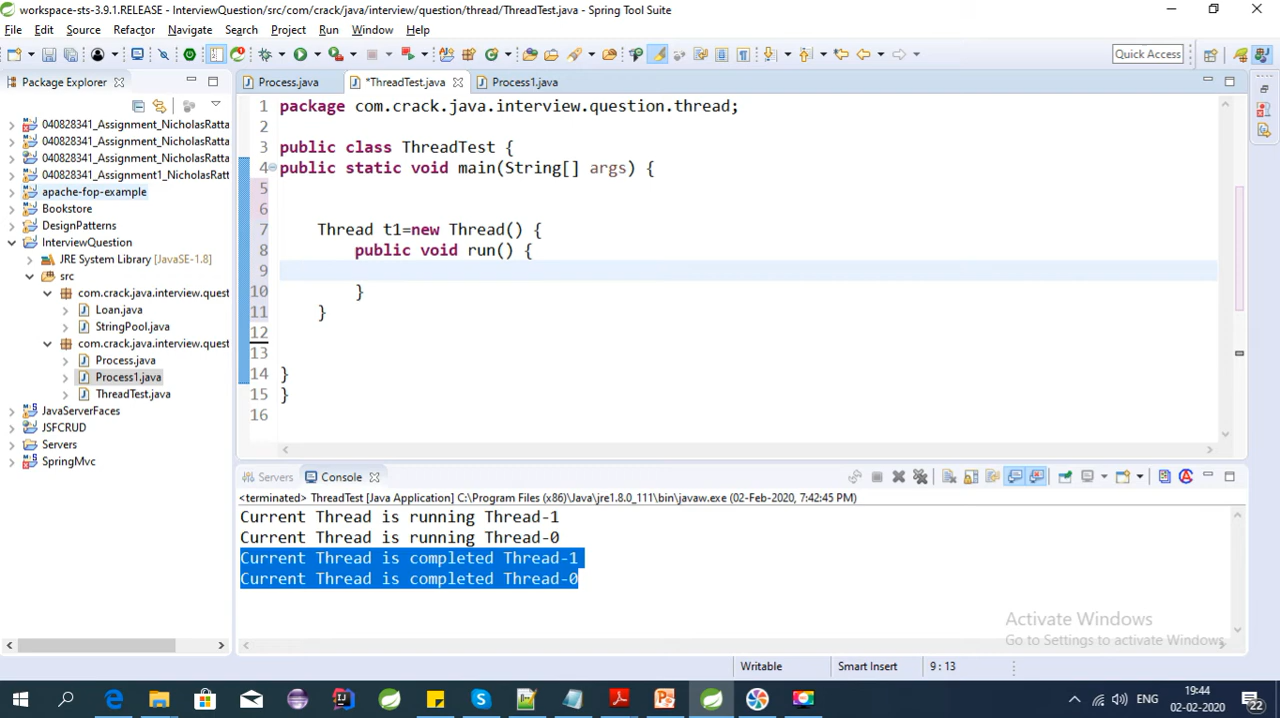 workspace-sts-3.9.1.RELEASE - InterviewQuestion/src/com/crack/java/interview/question/thread/ThreadTest.java - Spring Tool Suite
File Edit Source Refactor Navigate Search Project Run Window Help
Quick Access
Package Explorer
Process.java *ThreadTest.java Process1.java
040828341_Assignment_NicholasRatta
040828341_Assignment_NicholasRatta
040828341_Assignment_NicholasRatta
040828341_Assignment1_NicholasRatta
apache-fop-example
Bookstore
DesignPatterns
InterviewQuestion
JRE System Library [JavaSE-1.8]
src
com.crack.java.interview.quest
Loan.java
StringPool.java
com.crack.java.interview.quest
Process.java
Process1.java
ThreadTest.java
JavaServerFaces
JSFCRUD
Servers
SpringMvc
1 package com.crack.java.interview.question.thread;
2
3 public class ThreadTest {
4 public static void main(String[] args) {
5
6
7 Thread t1=new Thread() {
8 public void run() {
9
10 }
11 }
12
13
14 }
15 }
16
Servers Console
<terminated> ThreadTest [Java Application] C:\Program Files (x86)\Java\jre1.8.0_111\bin\javaw.exe (02-Feb-2020, 7:42:45 PM)
Current Thread is running Thread-1
Current Thread is running Thread-0
Current Thread is completed Thread-1
Current Thread is completed Thread-0
Activate Windows
Go to Settings to activate Windows.
Writable Smart Insert 9 : 13
ENG
19:44
02-02-2020
22